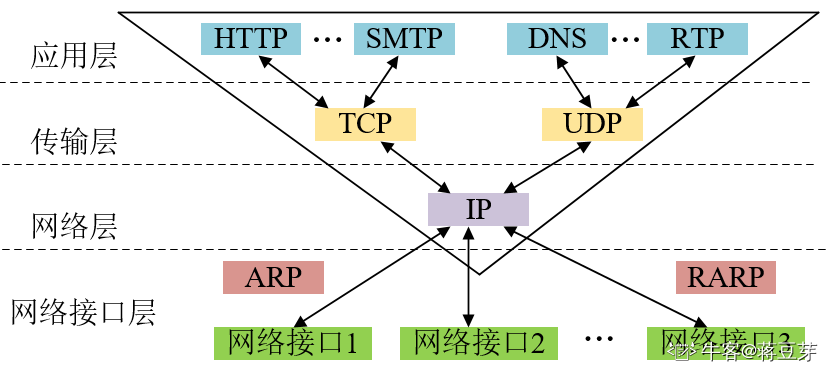 应用层 HTTP ··· SMTP DNS ··· RTP
传输层 TCP UDP
网络层 IP
ARP RARP
网络接口层
网络接口1 网络接口2 ··· 网络接口3
牛客@蒋豆芽